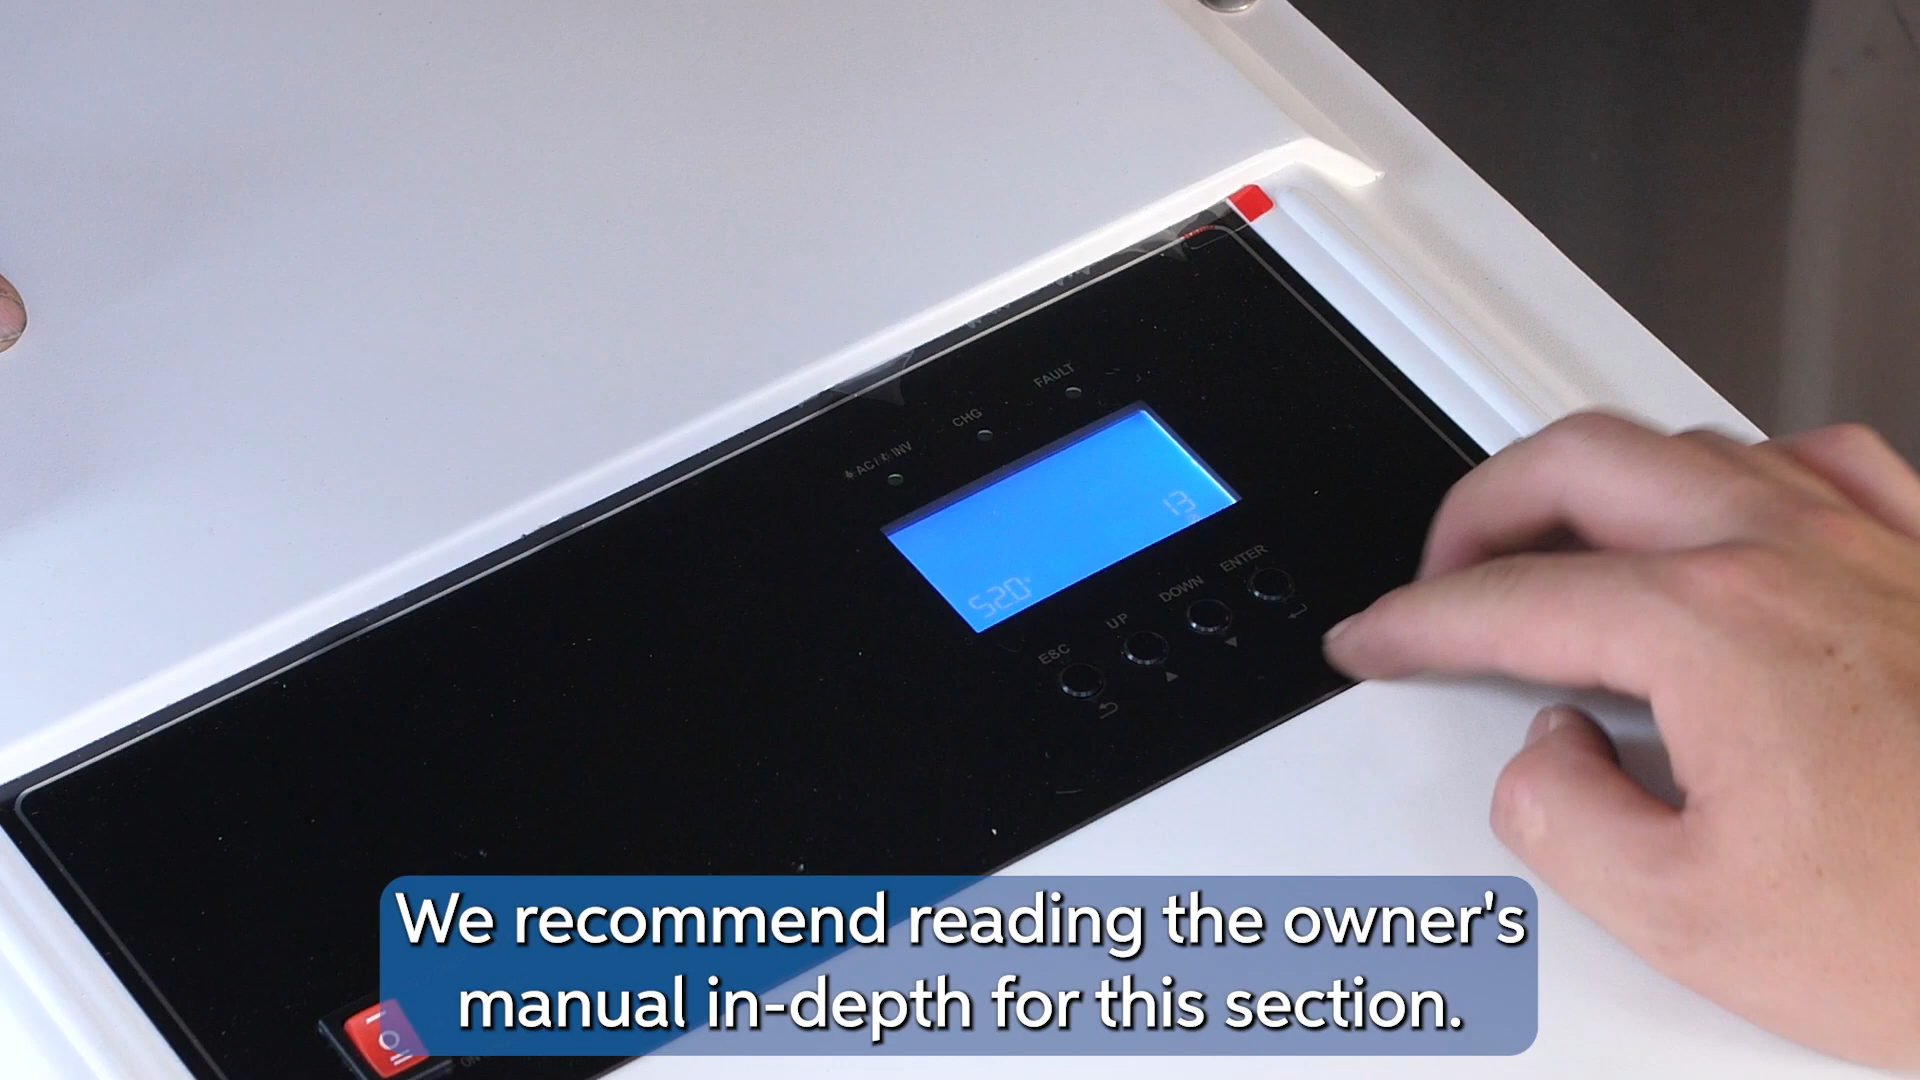 FAULT
CHG
AC/ INV
13
520
ENTER
DOWN
UP
ESC
We recommend reading the owner's
manual in-depth for this section.